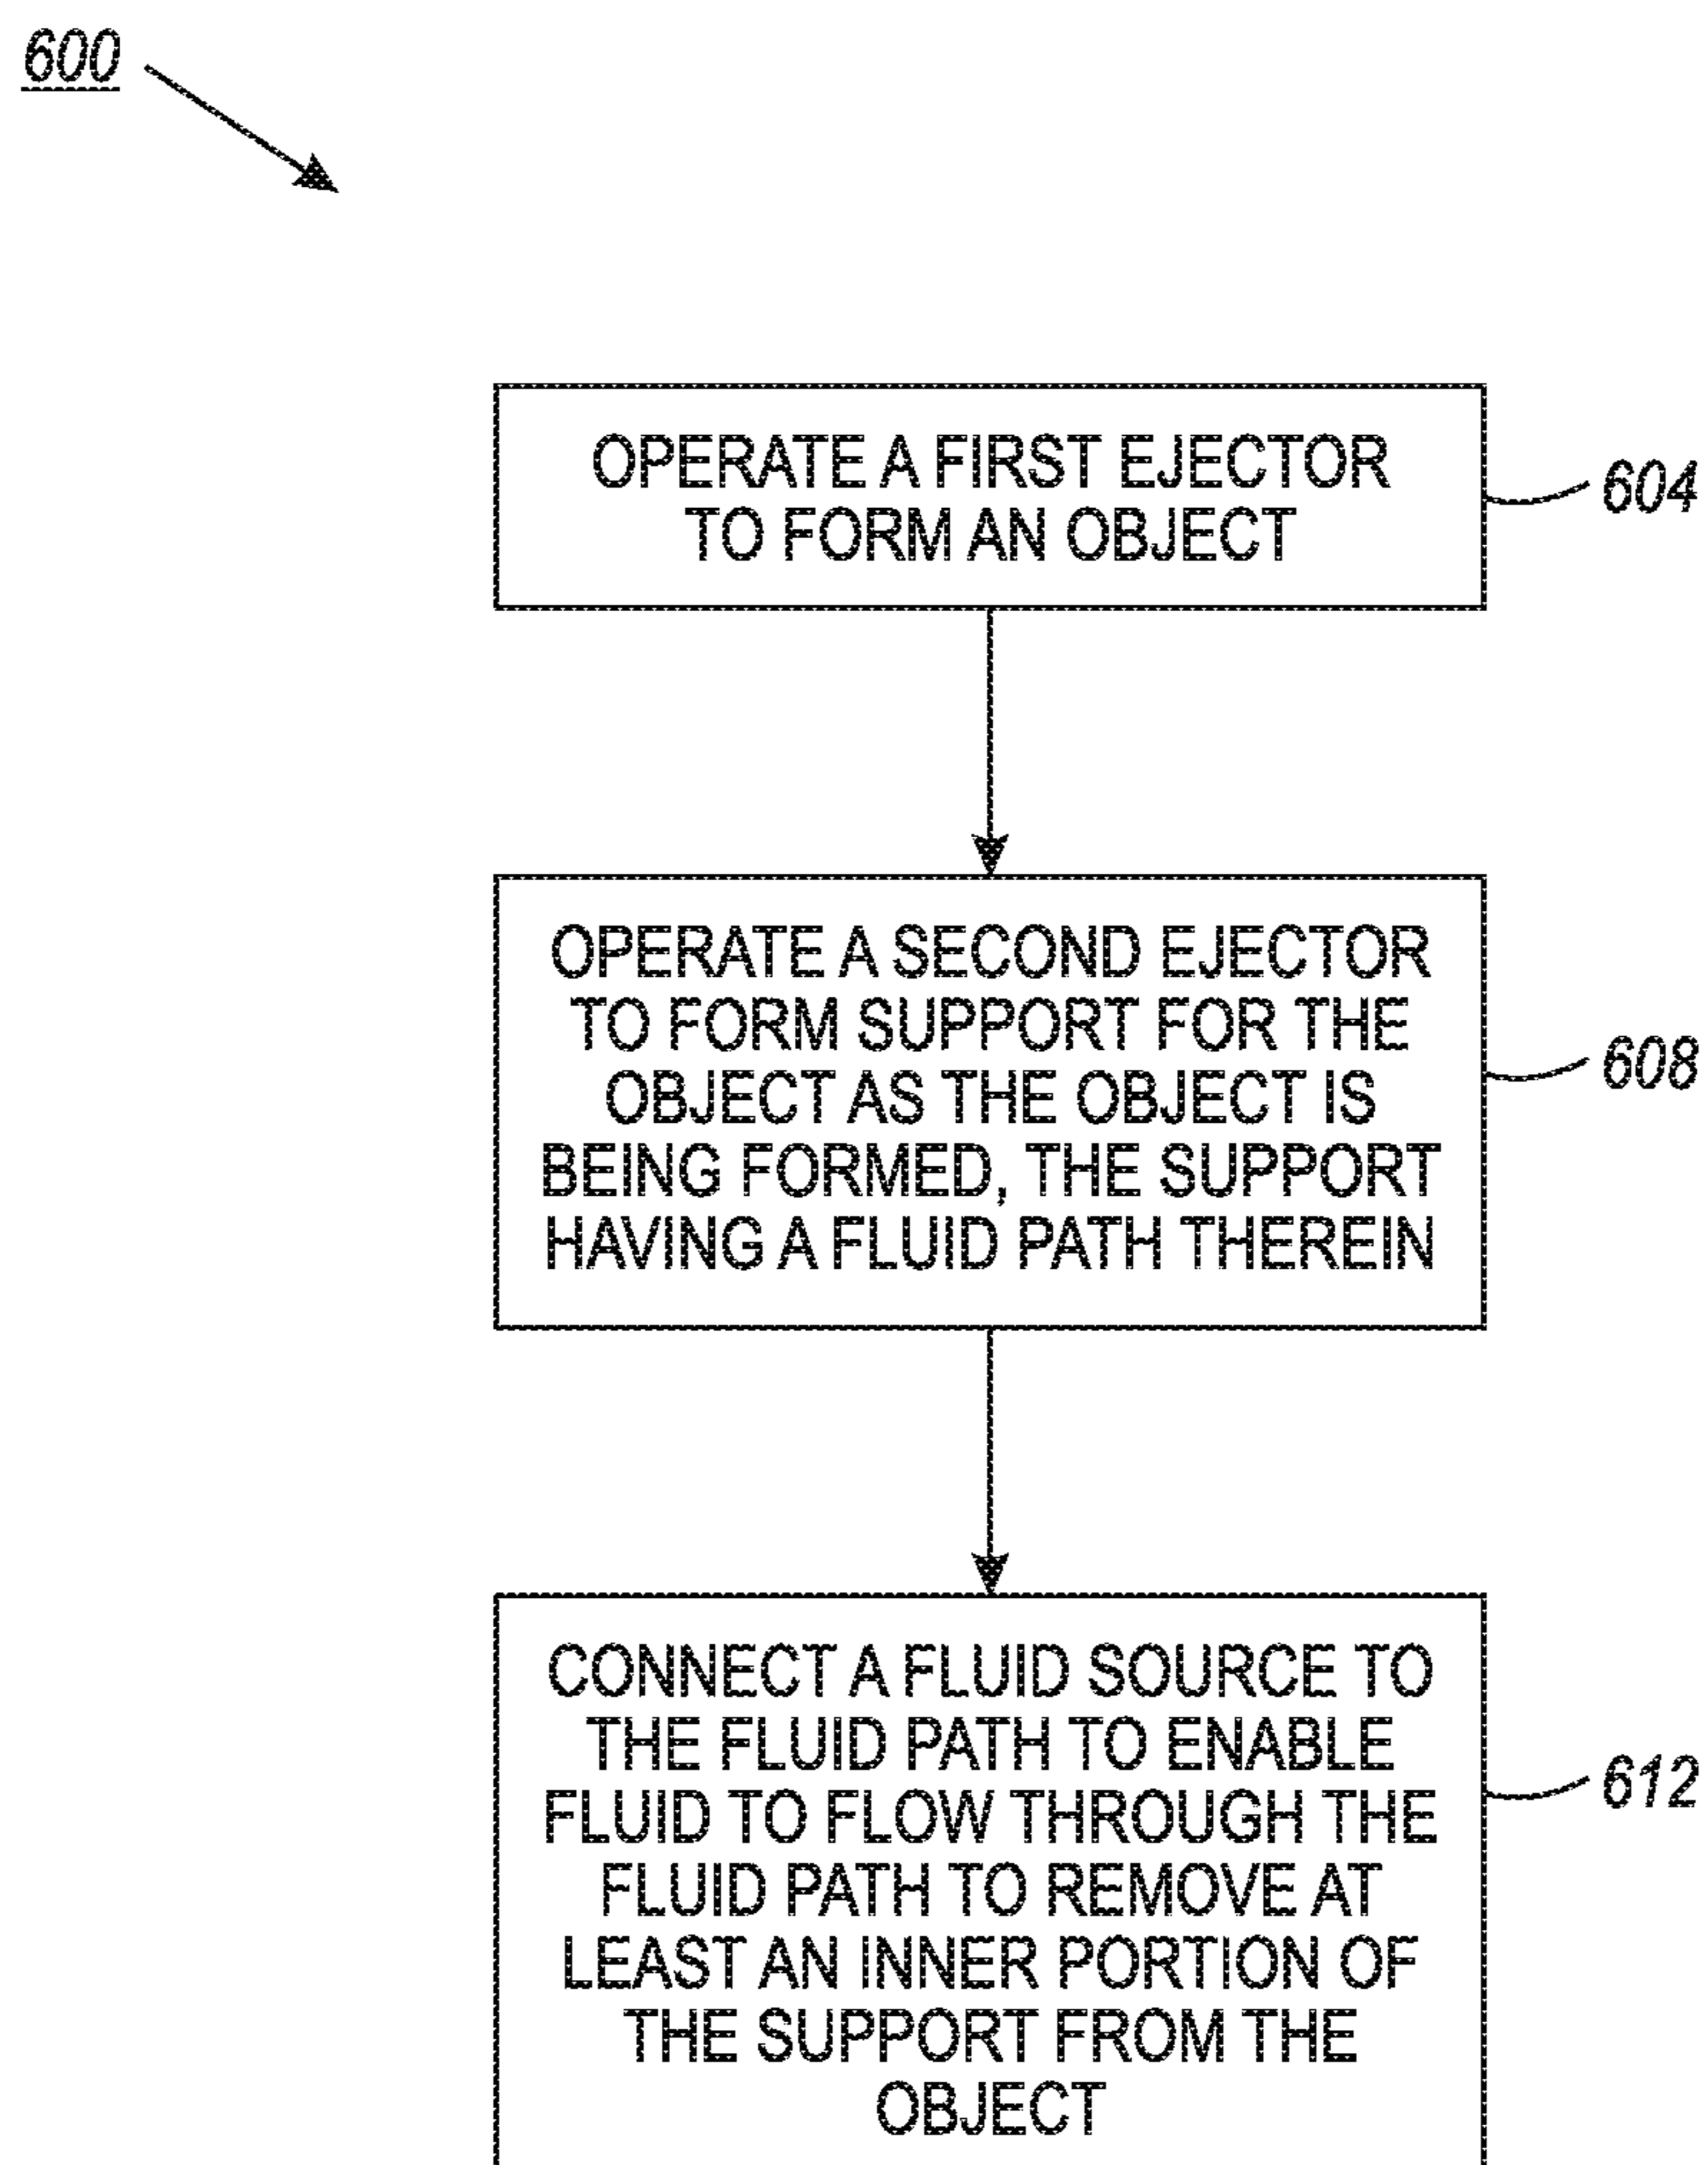 600
OPERATE A FIRST EJECTOR
TO FORM AN OBJECT
604
OPERATE A SECOND EJECTOR
TO FORM SUPPORT FOR THE
OBJECT AS THE OBJECT IS
BEING FORMED, THE SUPPORT
HAVING A FLUID PATH THEREIN
608
CONNECT A FLUID SOURCE TO
THE FLUID PATH TO ENABLE
FLUID TO FLOW THROUGH THE
FLUID PATH TO REMOVE AT
LEAST AN INNER PORTION OF
THE SUPPORT FROM THE
OBJECT
612